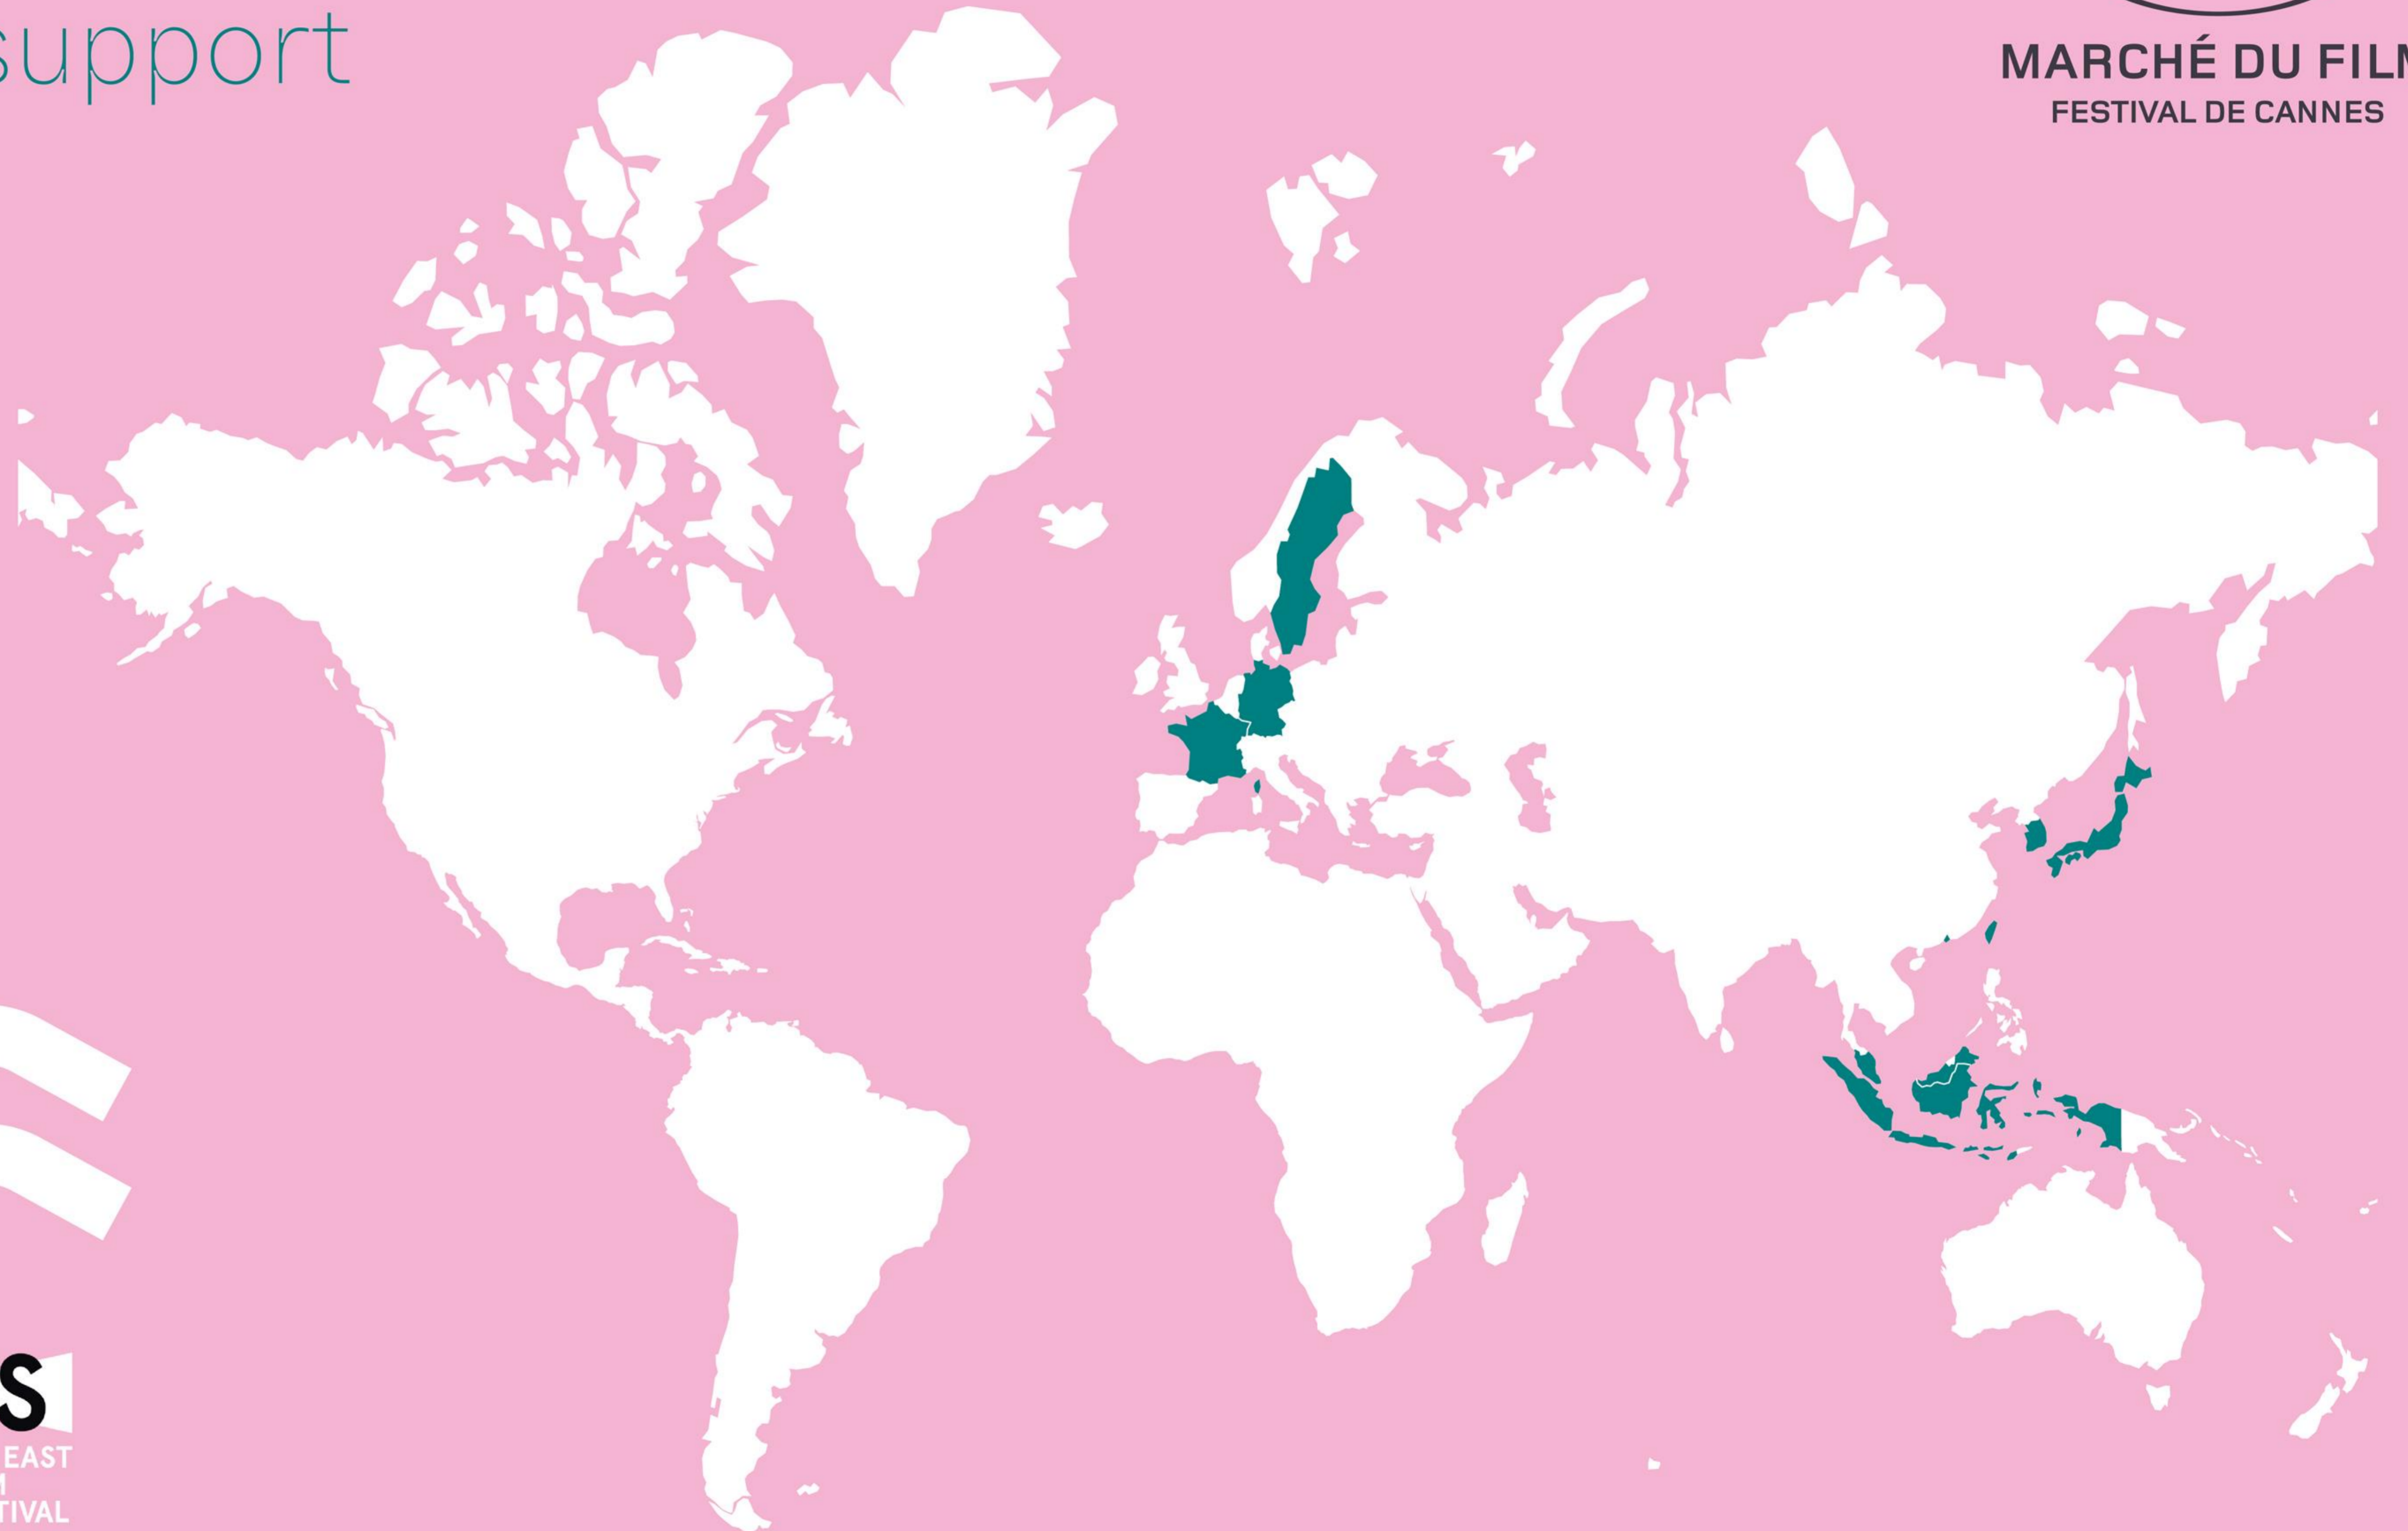 support
MARCHÉ DU FILM
FESTIVAL DE CANNES
S
EAST
TIVAL